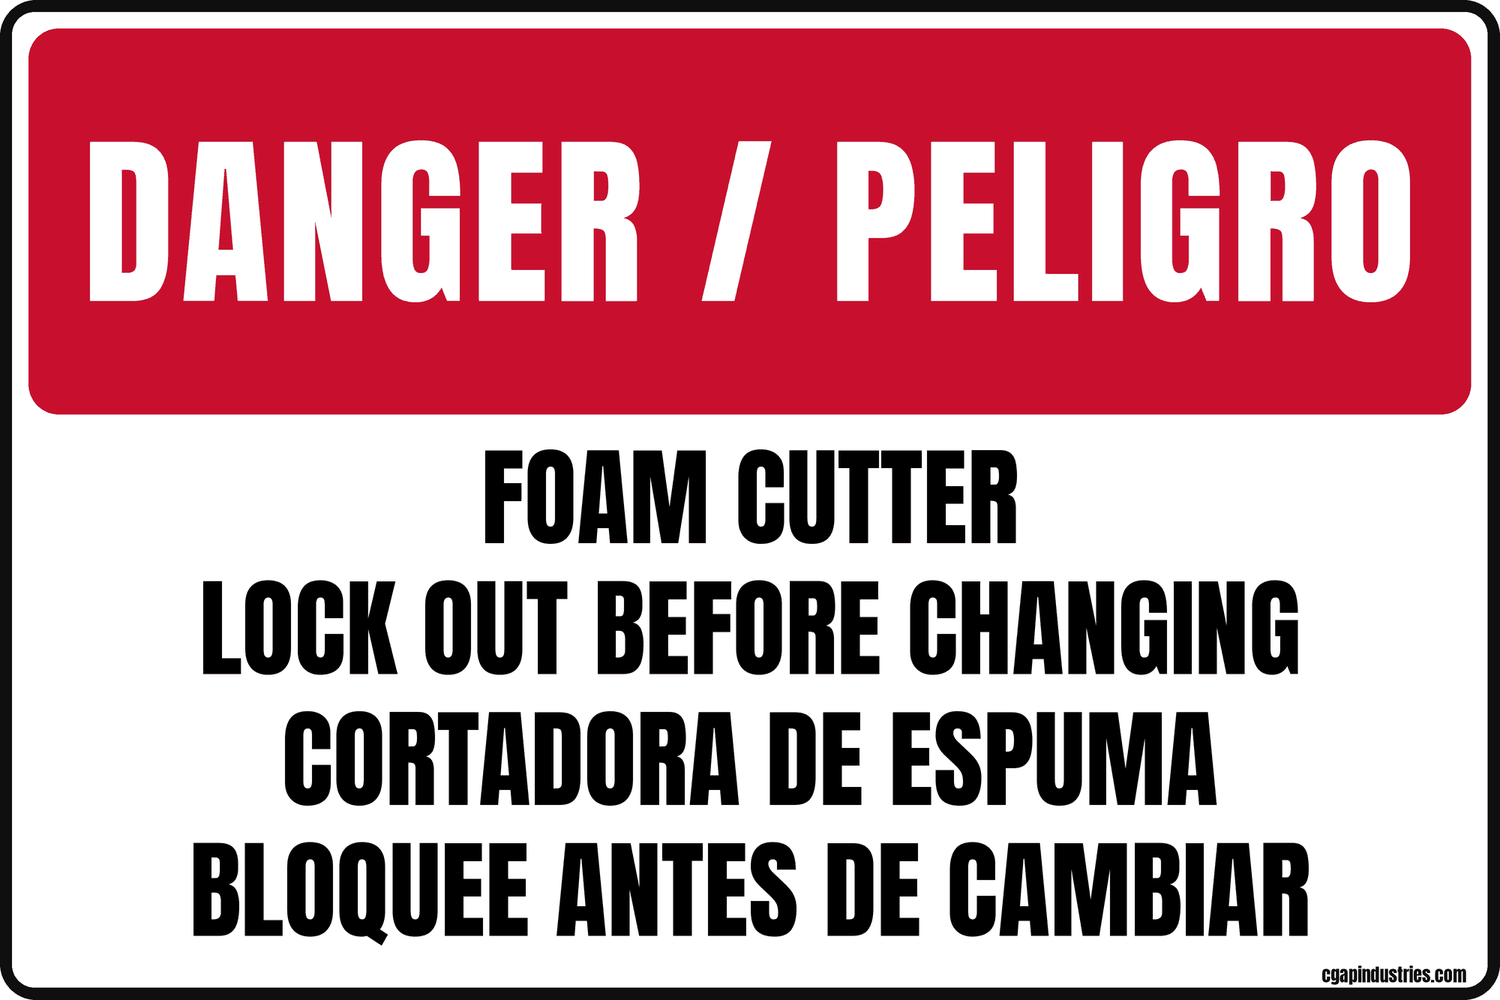 DANGER / PELIGRO
FOAM CUTTER
LOCK OUT BEFORE CHANGING
CORTADORA DE ESPUMA
BLOQUEE ANTES DE CAMBIAR
cgapindustries.com